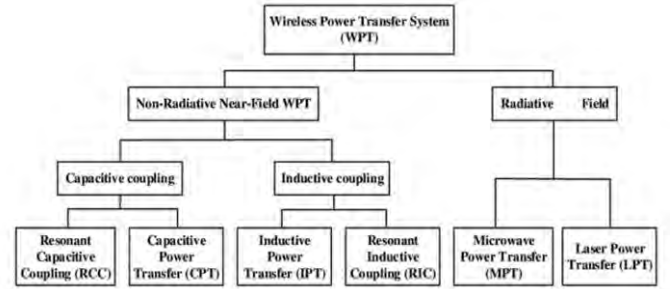 Wireless Power Transfer System
(WPT)
Non-Radiative Near-Field WPT
Radiative Field
Capacitive coupling
Inductive coupling
Resonant
Capacitive
Coupling (RCC)
Capacitive
Power
Transfer (CPT)
Inductive
Power
Transfer (IPT)
Resonant
Inductive
Coupling (RIC)
Microwave
Power Transfer
(MPT)
Laser Power
Transfer (LPT)